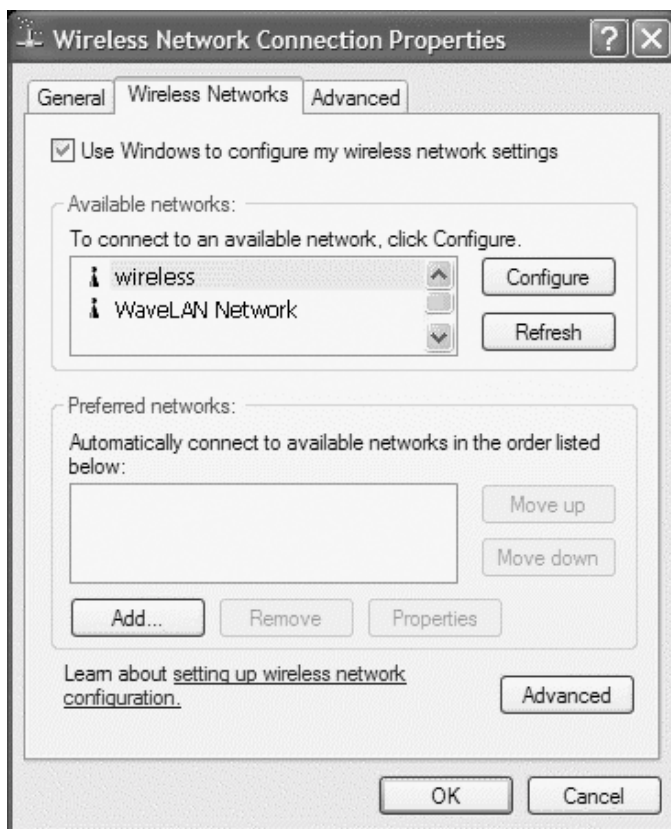 Wireless Network Connection Properties
General Wireless Networks Advanced
Use Windows to configure my wireless network settings
Available networks:
To connect to an available network, click Configure.
wireless
WaveLAN Network
Configure
Refresh
Preferred networks:
Automatically connect to available networks in the order listed
below:
Move up
Move down
Add... Remove Properties
Learn about setting up wireless network
configuration.
Advanced
OK Cancel